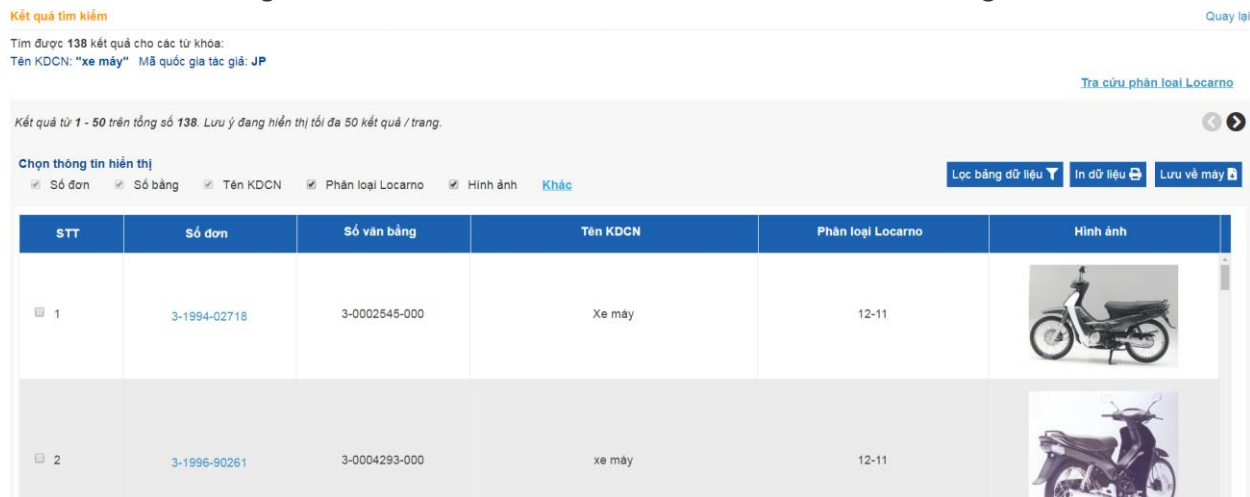 Kết quả tìm kiếm
Quay lại
Tìm được 138 kết quả cho các từ khóa:
Tên KDCN: "xe máy" Mã quốc gia tác giả: JP
Tra cứu phân loại Locarno
Kết quả từ 1 - 50 trên tổng số 138. Lưu ý đang hiển thị tối đa 50 kết quả / trang.
Chọn thông tin hiển thị
Số đơn Số bằng Tên KDCN Phân loại Locarno Hình ảnh Khác
Lọc bảng dữ liệu In dữ liệu Lưu về máy
STT Số đơn Số văn bằng Tên KDCN Phân loại Locarno Hình ảnh
1 3-1994-02718 3-0002545-000 Xe máy 12-11
2 3-1996-90261 3-0004293-000 xe máy 12-11